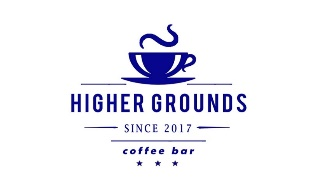 HIGHER GROUNDS
SINCE 2017
coffee bar